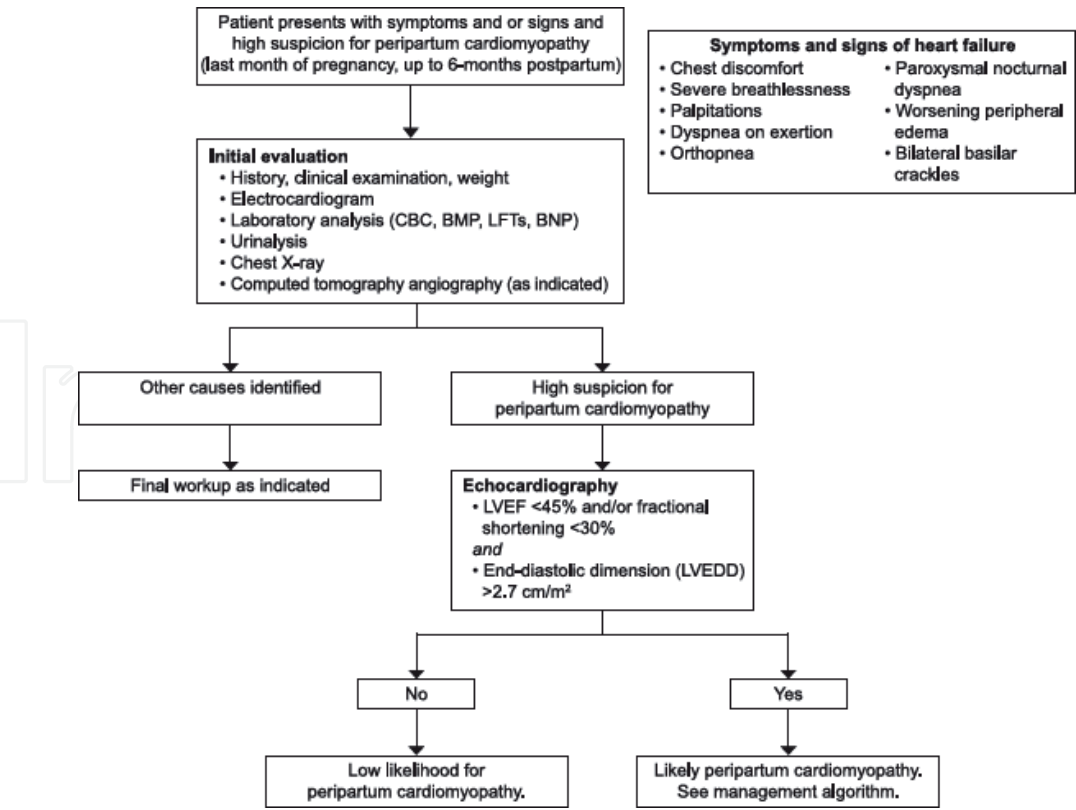 Patient presents with symptoms and or signs and
high suspicion for peripartum cardiomyopathy
(last month of pregnancy, up to 6-months postpartum)
Symptoms and signs of heart failure
• Chest discomfort
• Severe breathlessness
• Palpitations
• Dyspnea on exertion
• Orthopnea
• Paroxysmal nocturnal
dyspnea
• Worsening peripheral
edema
• Bilateral basilar
crackles
Initial evaluation
• History, clinical examination, weight
• Electrocardiogram
• Laboratory analysis (CBC, BMP, LFTs, BNP)
• Urinalysis
• Chest X-ray
• Computed tomography angiography (as indicated)
Other causes identified
High suspicion for
peripartum cardiomyopathy
Final workup as indicated
Echocardiography
• LVEF <45% and/or fractional
shortening <30%
and
• End-diastolic dimension (LVEDD)
>2.7 cm/m²
No
Yes
Low likelihood for
peripartum cardiomyopathy.
Likely peripartum cardiomyopathy.
See management algorithm.